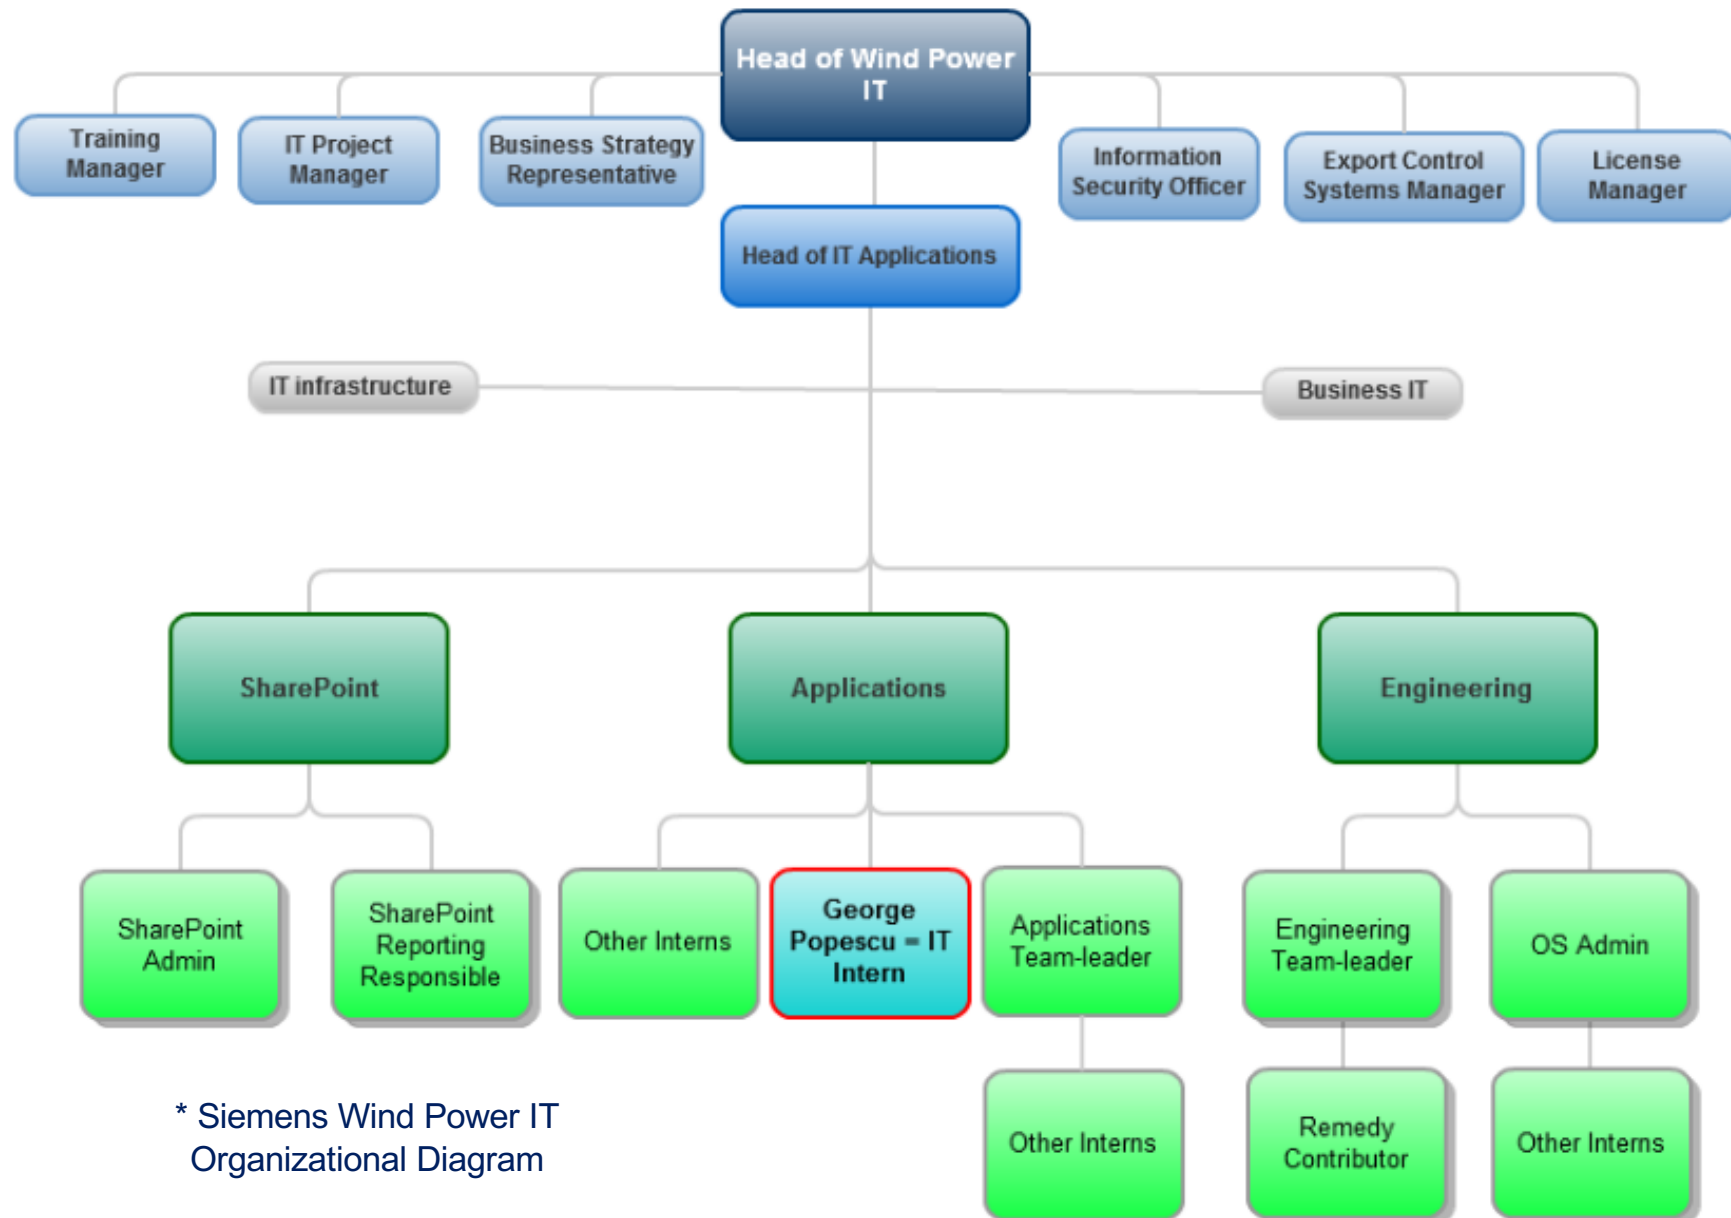 Head of Wind Power
IT
Training
Manager
IT Project
Manager
Business Strategy
Representative
Information
Security Officer
Export Control
Systems Manager
License
Manager
Head of IT Applications
IT infrastructure
Business IT
SharePoint
Applications
Engineering
SharePoint
Admin
SharePoint
Reporting
Responsible
Other Interns
George
Popescu = IT
Intern
Applications
Team-leader
Engineering
Team-leader
OS Admin
Other Interns
Remedy
Contributor
Other Interns
* Siemens Wind Power IT
Organizational Diagram